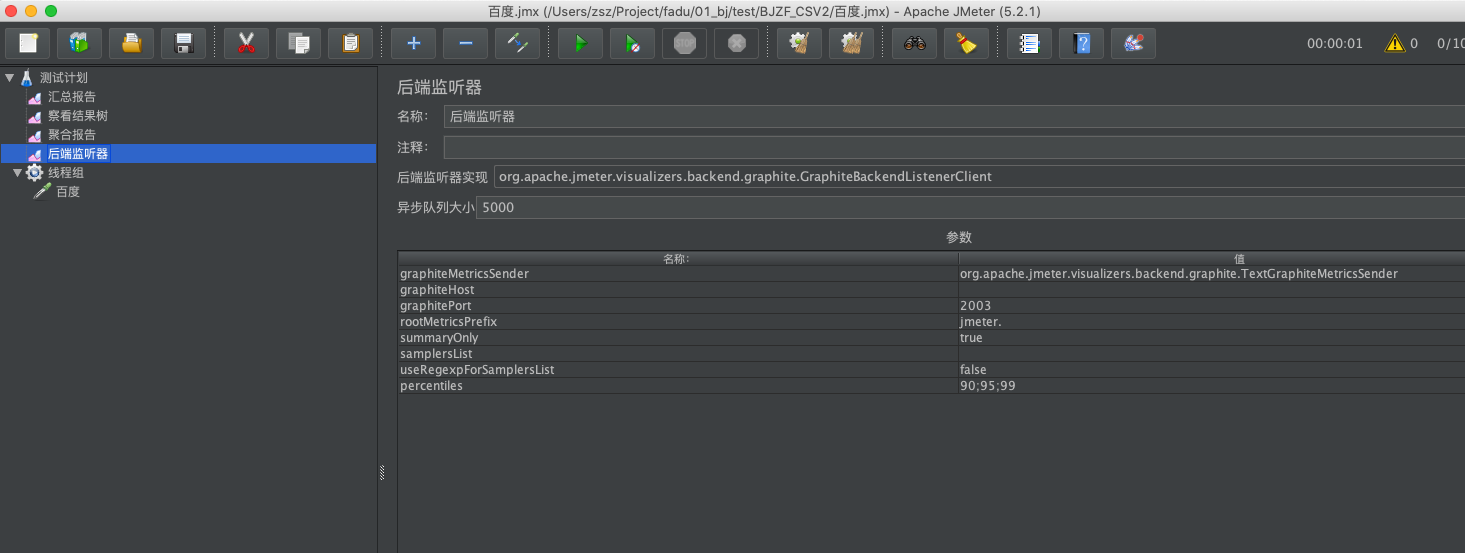 百度.jmx (/Users/zsz/Project/fadu/01_bj/test/BJZF_CSV2/百度.jmx) - Apache JMeter (5.2.1)
STOP
00:00:01 0 0/10
测试计划
汇总报告
察看结果树
聚合报告
后端监听器
线程组
百度
后端监听器
名称： 后端监听器
注释：
后端监听器实现 org.apache.jmeter.visualizers.backend.graphite.GraphiteBackendListenerClient
异步队列大小 5000
参数
名称: 值
graphiteMetricsSender org.apache.jmeter.visualizers.backend.graphite.TextGraphiteMetricsSender
graphiteHost
graphitePort 2003
rootMetricsPrefix jmeter.
summaryOnly true
samplersList
useRegexpForSamplersList false
percentiles 90;95;99